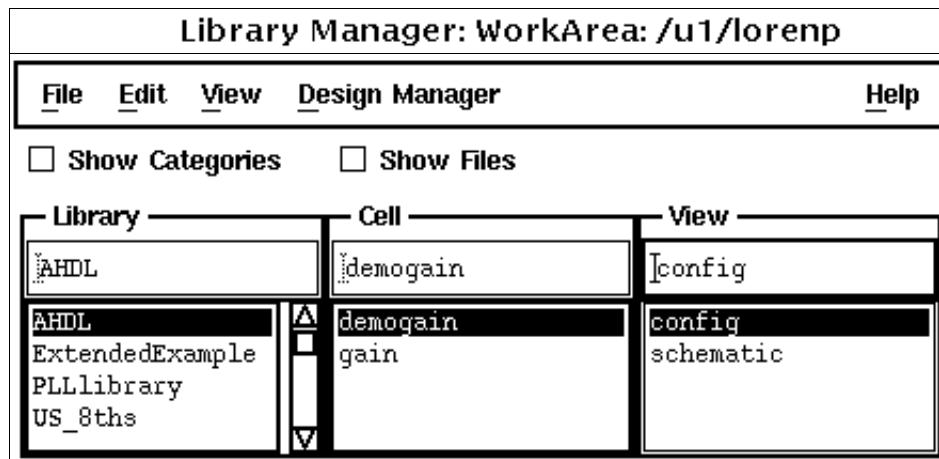 Library Manager: WorkArea: /u1/lorenp
File Edit View Design Manager Help
Show Categories Show Files
Library Cell View
AHDL demogain config
AHDL demogain config
ExtendedExample gain schematic
PLLlibrary
US_8ths